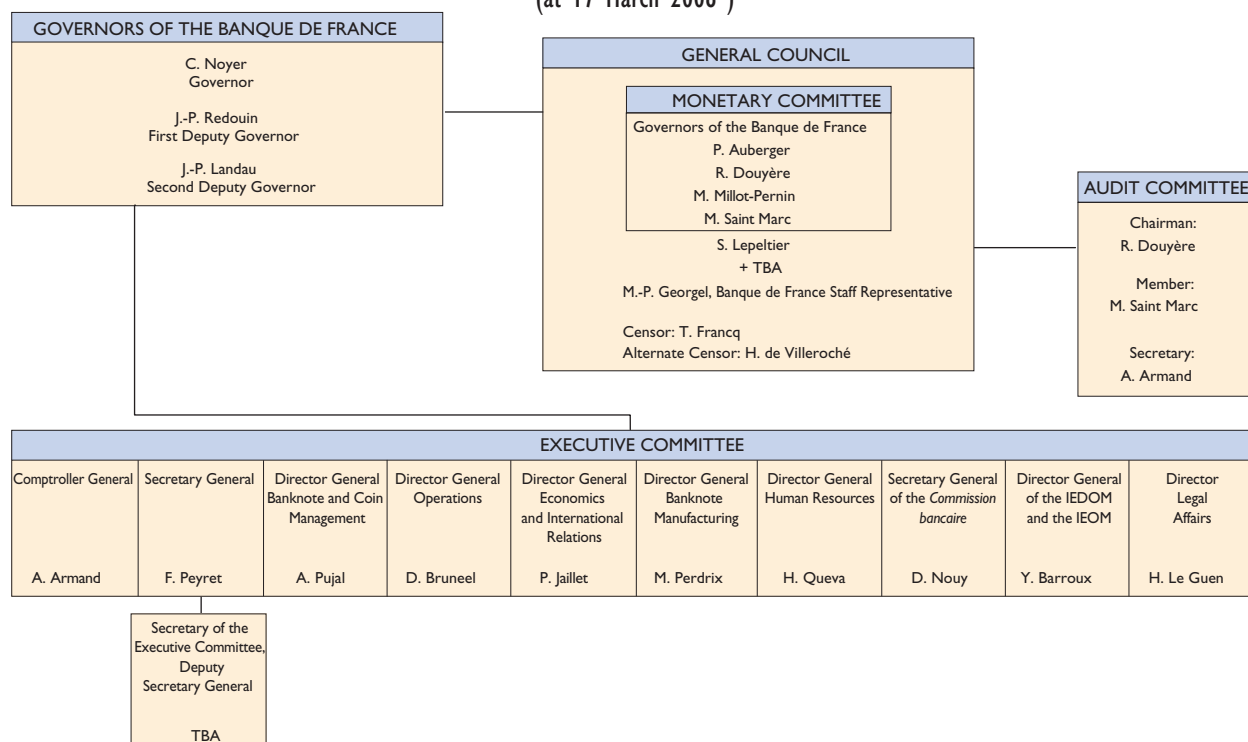 (at 17 March 2006 )
GOVERNORS OF THE BANQUE DE FRANCE
C. Noyer
Governor
J.-P. Redouin
First Deputy Governor
J.-P. Landau
Second Deputy Governor
GENERAL COUNCIL
MONETARY COMMITTEE
Governors of the Banque de France
P. Auberger
R. Douyère
M. Millot-Pernin
M. Saint Marc
S. Lepeltier
+ TBA
M.-P. Georgel, Banque de France Staff Representative
Censor: T. Francq
Alternate Censor: H. de Villeroché
AUDIT COMMITTEE
Chairman:
R. Douyère
Member:
M. Saint Marc
Secretary:
A. Armand
EXECUTIVE COMMITTEE
Comptroller General
A. Armand
Secretary General
F. Peyret
Director General
Banknote and Coin
Management
A. Pujal
Director General
Operations
D. Bruneel
Director General
Economics
and International
Relations
P. Jaillet
Director General
Banknote
Manufacturing
M. Perdrix
Director General
Human Resources
H. Queva
Secretary General
of the Commission
bancaire
D. Nouy
Director General
of the IEDOM
and the IEOM
Y. Barroux
Director
Legal
Affairs
H. Le Guen
Secretary of the
Executive Committee,
Deputy
Secretary General
TBA